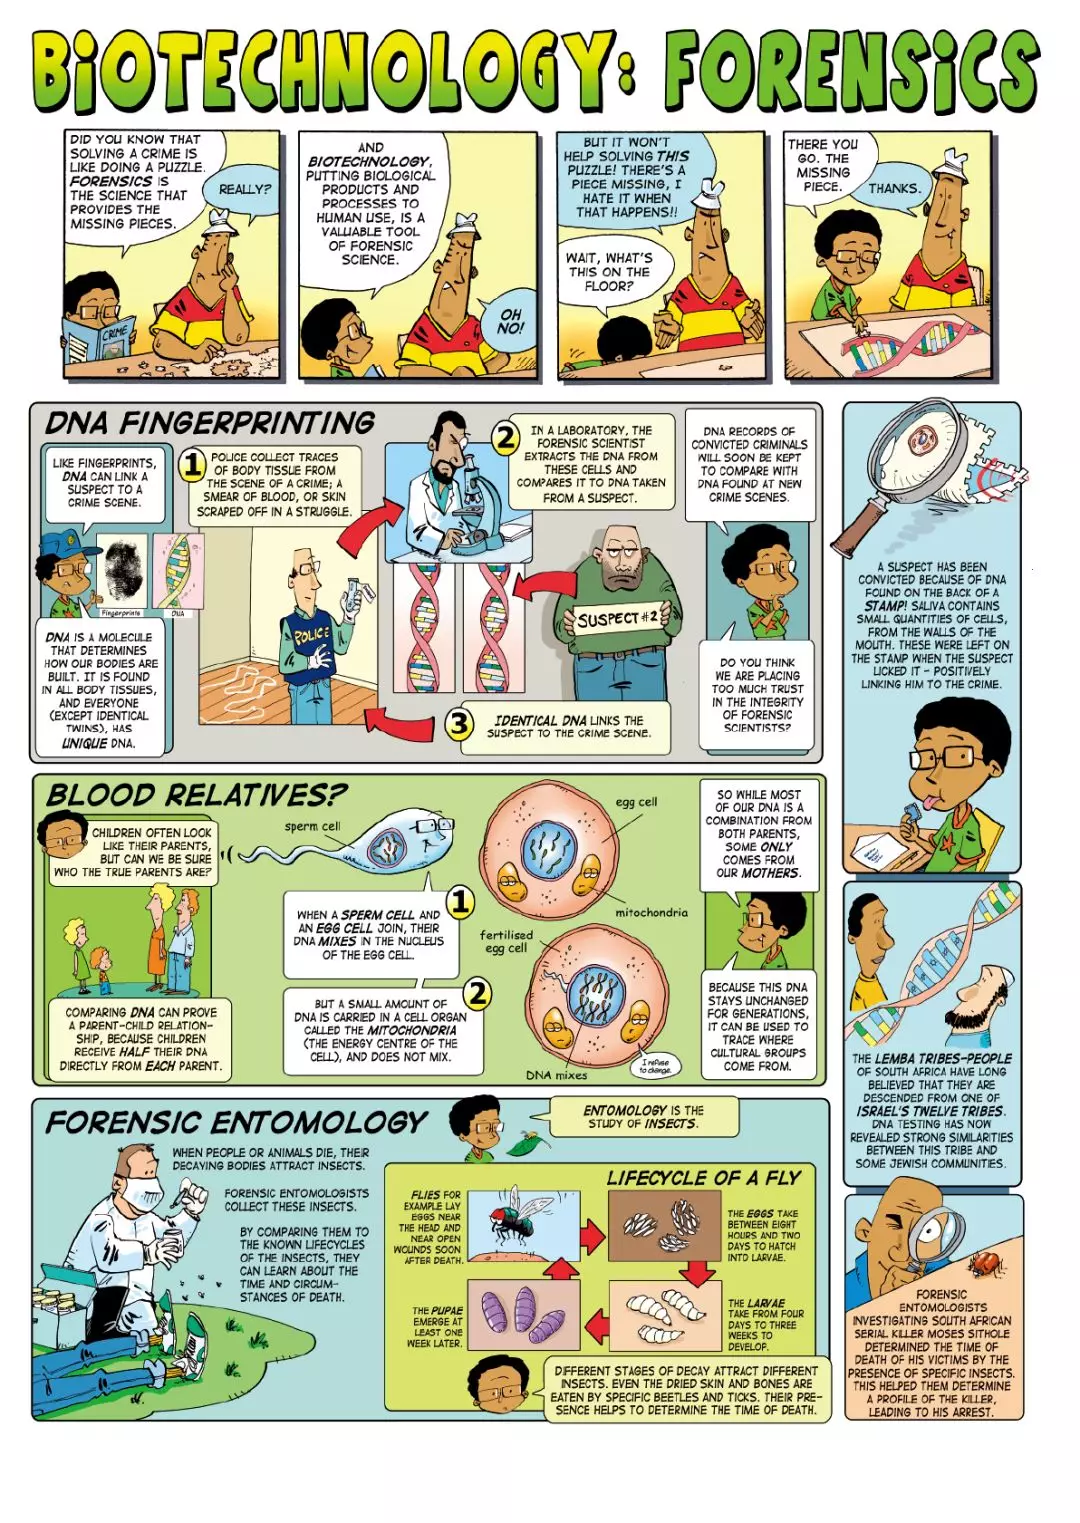 BiOTECHNOLOGY: FORENSiCS
DID YOU KNOW THAT
SOLVING A CRIME IS
LIKE DOING A PUZZLE.
FORENSICS IS
THE SCIENCE THAT
PROVIDES THE
MISSING PIECES.
REALLY?
CRIME
AND
BIOTECHNOLOGY,
PUTTING BIOLOGICAL
PRODUCTS AND
PROCESSES TO
HUMAN USE, IS A
VALUABLE TOOL
OF FORENSIC
SCIENCE.
OH
NO!
BUT IT WON'T
HELP SOLVING THIS
PUZZLE! THERE'S A
PIECE MISSING, I
HATE IT WHEN
THAT HAPPENS!!
WAIT, WHAT'S
THIS ON THE
FLOOR?
THERE YOU
GO. THE
MISSING
PIECE.
THANKS.
DNA FINGERPRINTING
LIKE FINGERPRINTS,
DNA CAN LINK A
SUSPECT TO A
CRIME SCENE.
Fingerprints
DNA
DNA IS A MOLECULE
THAT DETERMINES
HOW OUR BODIES ARE
BUILT. IT IS FOUND
IN ALL BODY TISSUES,
AND EVERYONE
(EXCEPT IDENTICAL
TWINS), HAS
UNIQUE DNA.
1
POLICE COLLECT TRACES
OF BODY TISSUE FROM
THE SCENE OF A CRIME; A
SMEAR OF BLOOD, OR SKIN
SCRAPED OFF IN A STRUGGLE.
POLICE
2
IN A LABORATORY, THE
FORENSIC SCIENTIST
EXTRACTS THE DNA FROM
THESE CELLS AND
COMPARES IT TO DNA TAKEN
FROM A SUSPECT.
SUSPECT #2
3
IDENTICAL DNA LINKS THE
SUSPECT TO THE CRIME SCENE.
DNA RECORDS OF
CONVICTED CRIMINALS
WILL SOON BE KEPT
TO COMPARE WITH
DNA FOUND AT NEW
CRIME SCENES.
DO YOU THINK
WE ARE PLACING
TOO MUCH TRUST
IN THE INTEGRITY
OF FORENSIC
SCIENTISTS?
A SUSPECT HAS BEEN
CONVICTED BECAUSE OF DNA
FOUND ON THE BACK OF A
STAMP! SALIVA CONTAINS
SMALL QUANTITIES OF CELLS,
FROM THE WALLS OF THE
MOUTH. THESE WERE LEFT ON
THE STAMP WHEN THE SUSPECT
LICKED IT - POSITIVELY
LINKING HIM TO THE CRIME.
BLOOD RELATIVES?
CHILDREN OFTEN LOOK
LIKE THEIR PARENTS,
BUT CAN WE BE SURE
WHO THE TRUE PARENTS ARE?
COMPARING DNA CAN PROVE
A PARENT-CHILD RELATION-
SHIP, BECAUSE CHILDREN
RECEIVE HALF THEIR DNA
DIRECTLY FROM EACH PARENT.
sperm cell
egg cell
mitochondria
fertilised
egg cell
1
WHEN A SPERM CELL AND
AN EGG CELL JOIN, THEIR
DNA MIXES IN THE NUCLEUS
OF THE EGG CELL.
2
BUT A SMALL AMOUNT OF
DNA IS CARRIED IN A CELL ORGAN
CALLED THE MITOCHONDRIA
(THE ENERGY CENTRE OF THE
CELL), AND DOES NOT MIX.
DNA mixes
I refuse
to change.
SO WHILE MOST
OF OUR DNA IS A
COMBINATION FROM
BOTH PARENTS,
SOME ONLY
COMES FROM
OUR MOTHERS.
BECAUSE THIS DNA
STAYS UNCHANGED
FOR GENERATIONS,
IT CAN BE USED TO
TRACE WHERE
CULTURAL GROUPS
COME FROM.
THE LEMBA TRIBES-PEOPLE
OF SOUTH AFRICA HAVE LONG
BELIEVED THAT THEY ARE
DESCENDED FROM ONE OF
ISRAEL'S TWELVE TRIBES.
DNA TESTING HAS NOW
REVEALED STRONG SIMILARITIES
BETWEEN THIS TRIBE AND
SOME JEWISH COMMUNITIES.
FORENSIC ENTOMOLOGY
ENTOMOLOGY IS THE
STUDY OF INSECTS.
WHEN PEOPLE OR ANIMALS DIE, THEIR
DECAYING BODIES ATTRACT INSECTS.
FORENSIC ENTOMOLOGISTS
COLLECT THESE INSECTS.
BY COMPARING THEM TO
THE KNOWN LIFECYCLES
OF THE INSECTS, THEY
CAN LEARN ABOUT THE
TIME AND CIRCUM-
STANCES OF DEATH.
LIFECYCLE OF A FLY
FLIES FOR
EXAMPLE LAY
EGGS NEAR
THE HEAD AND
NEAR OPEN
WOUNDS SOON
AFTER DEATH.
THE EGGS TAKE
BETWEEN EIGHT
HOURS AND TWO
DAYS TO HATCH
INTO LARVAE.
THE LARVAE
TAKE FROM FOUR
DAYS TO THREE
WEEKS TO
DEVELOP.
THE PUPAE
EMERGE AT
LEAST ONE
WEEK LATER.
DIFFERENT STAGES OF DECAY ATTRACT DIFFERENT
INSECTS. EVEN THE DRIED SKIN AND BONES ARE
EATEN BY SPECIFIC BEETLES AND TICKS. THEIR PRE-
SENCE HELPS TO DETERMINE THE TIME OF DEATH.
FORENSIC
ENTOMOLOGISTS
INVESTIGATING SOUTH AFRICAN
SERIAL KILLER MOSES SITHOLE
DETERMINED THE TIME OF
DEATH OF HIS VICTIMS BY THE
PRESENCE OF SPECIFIC INSECTS.
THIS HELPED THEM DETERMINE
A PROFILE OF THE KILLER,
LEADING TO HIS ARREST.